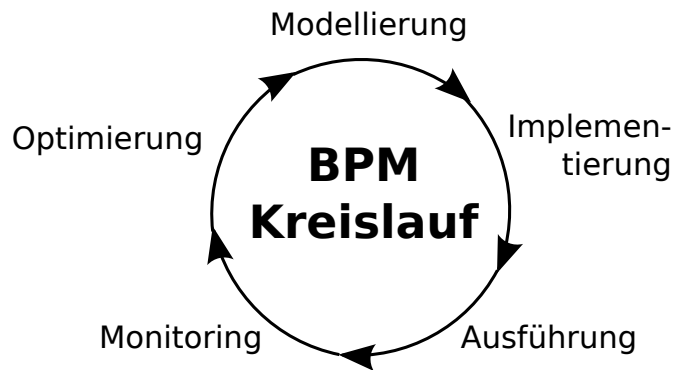 Modellierung
Implemen-
tierung
Optimierung
BPM
Kreislauf
Monitoring
Ausführung